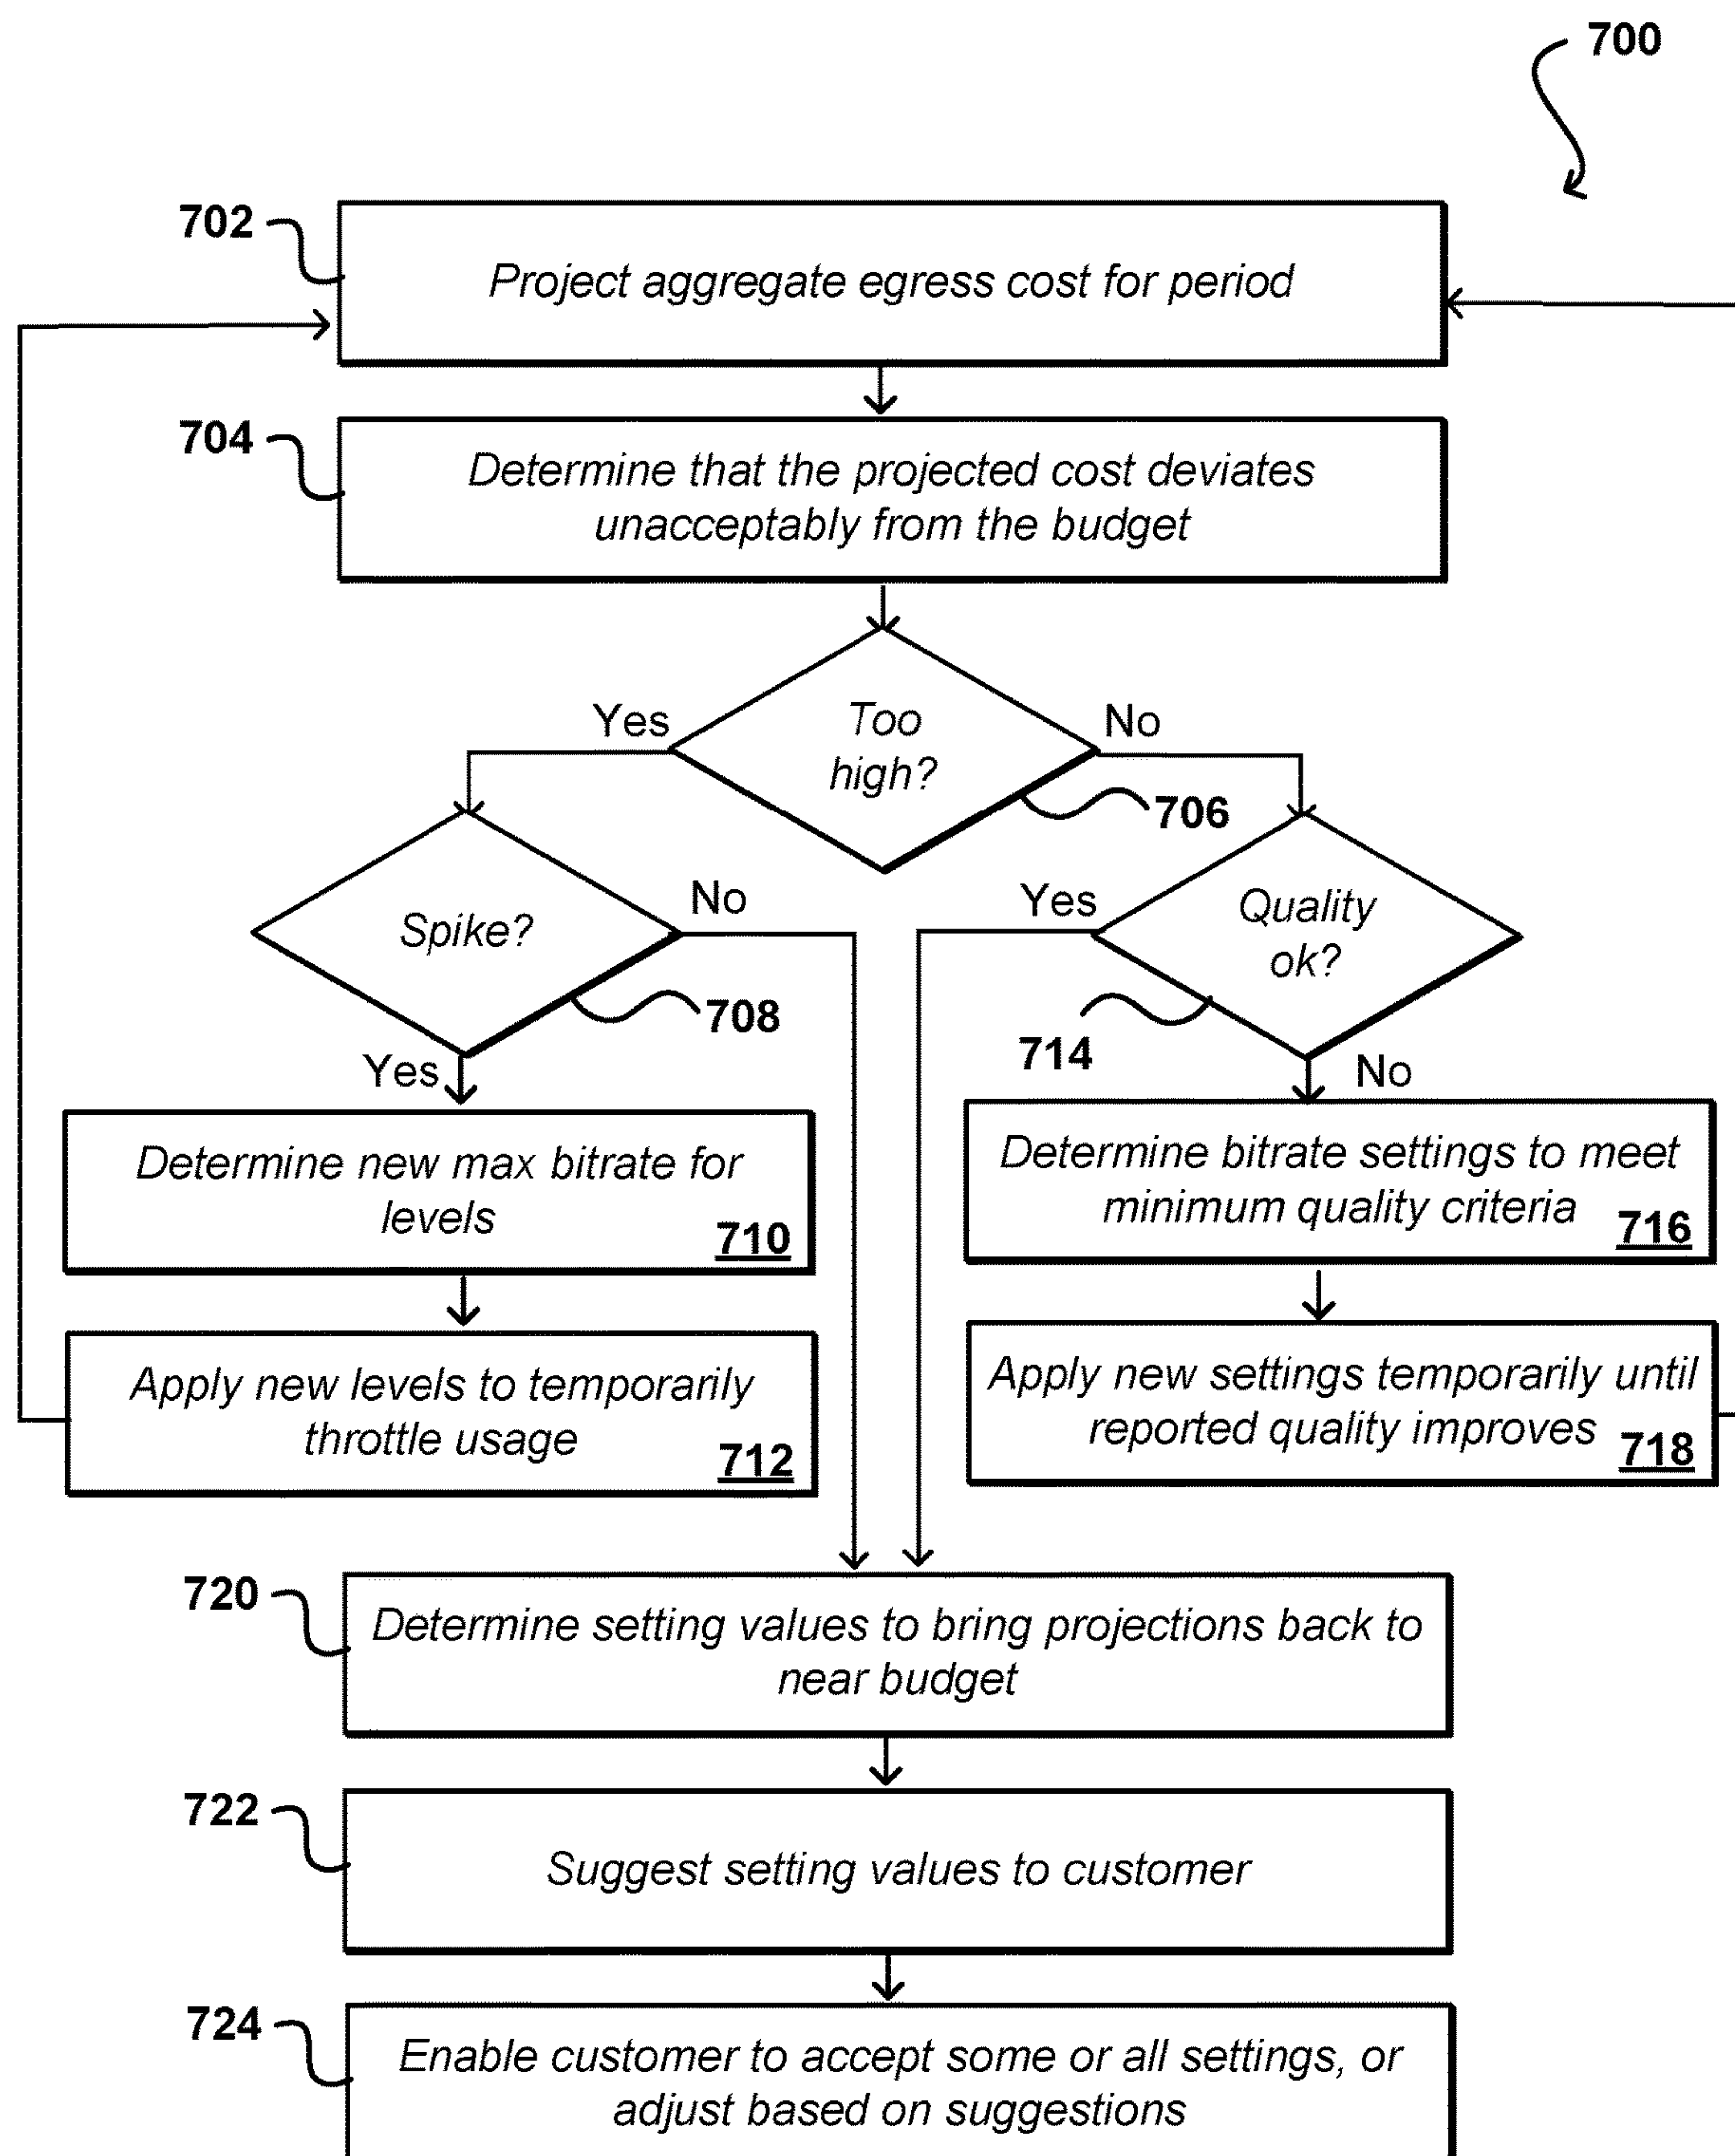 700
702
Project aggregate egress cost for period
704
Determine that the projected cost deviates
unacceptably from the budget
Yes
Too
high?
No
706
Spike?
No
708
Yes
Yes
Quality
ok?
714
No
Determine new max bitrate for
levels
710
Determine bitrate settings to meet
minimum quality criteria
716
Apply new levels to temporarily
throttle usage
712
Apply new settings temporarily until
reported quality improves
718
720
Determine setting values to bring projections back to
near budget
722
Suggest setting values to customer
724
Enable customer to accept some or all settings, or
adjust based on suggestions